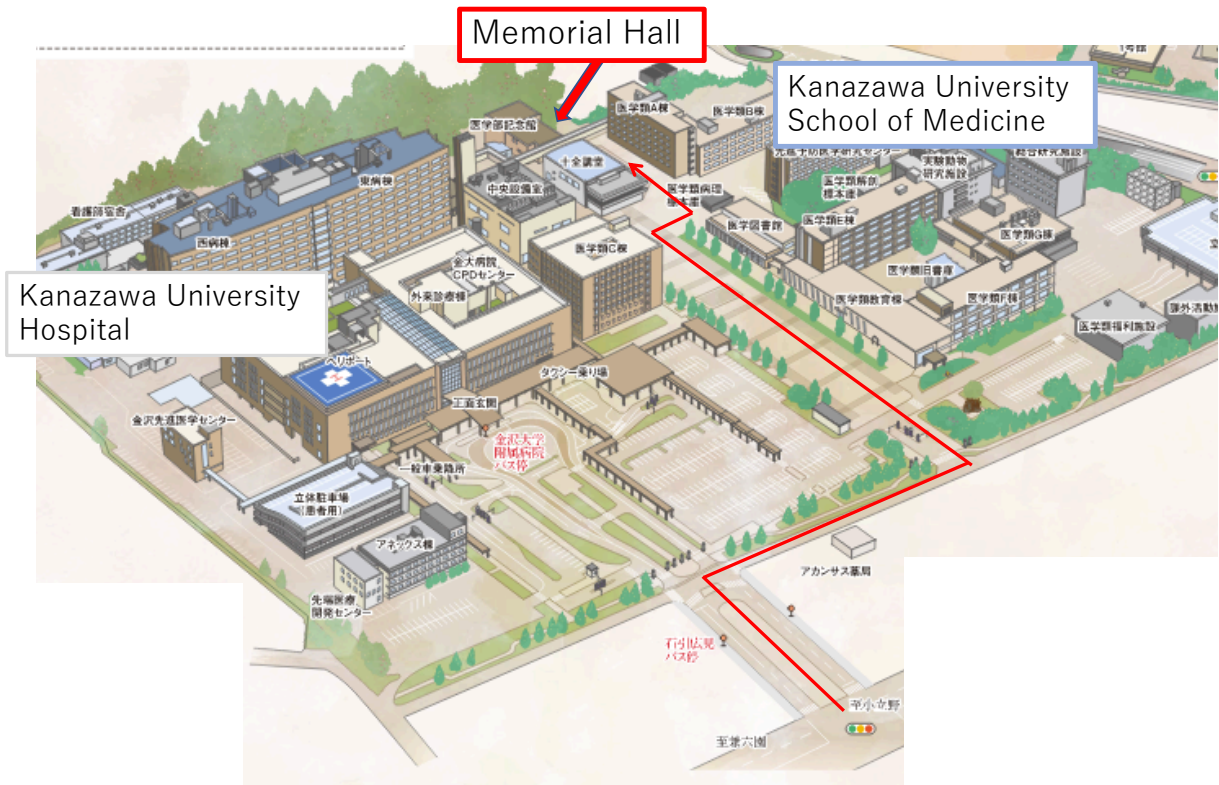 Memorial Hall
Kanazawa University
School of Medicine
医学類A棟
医学類B棟
医学部記念館
十全講堂
東病棟
中央設備室
医学類病理
標本庫
医学類解剖
標本庫
実験動物
研究施設
看護師宿舎
西病棟
医学図書館
医学類E棟
医学類G棟
医学類C棟
金大病院
CPDセンター
外来診療棟
医学類旧書庫
医学類教育棟
医学類F棟
Kanazawa University
Hospital
課外活動施
医学類福利施設
ヘリポート
タクシー乗り場
正面玄関
金沢先進医学センター
金沢大学
附属病院
バス停
一般車乗降所
立体駐車場
(患者用)
アネックス棟
アカンサス薬局
先端医療
開発センター
石引広見
バス停
至小立野
至兼六園